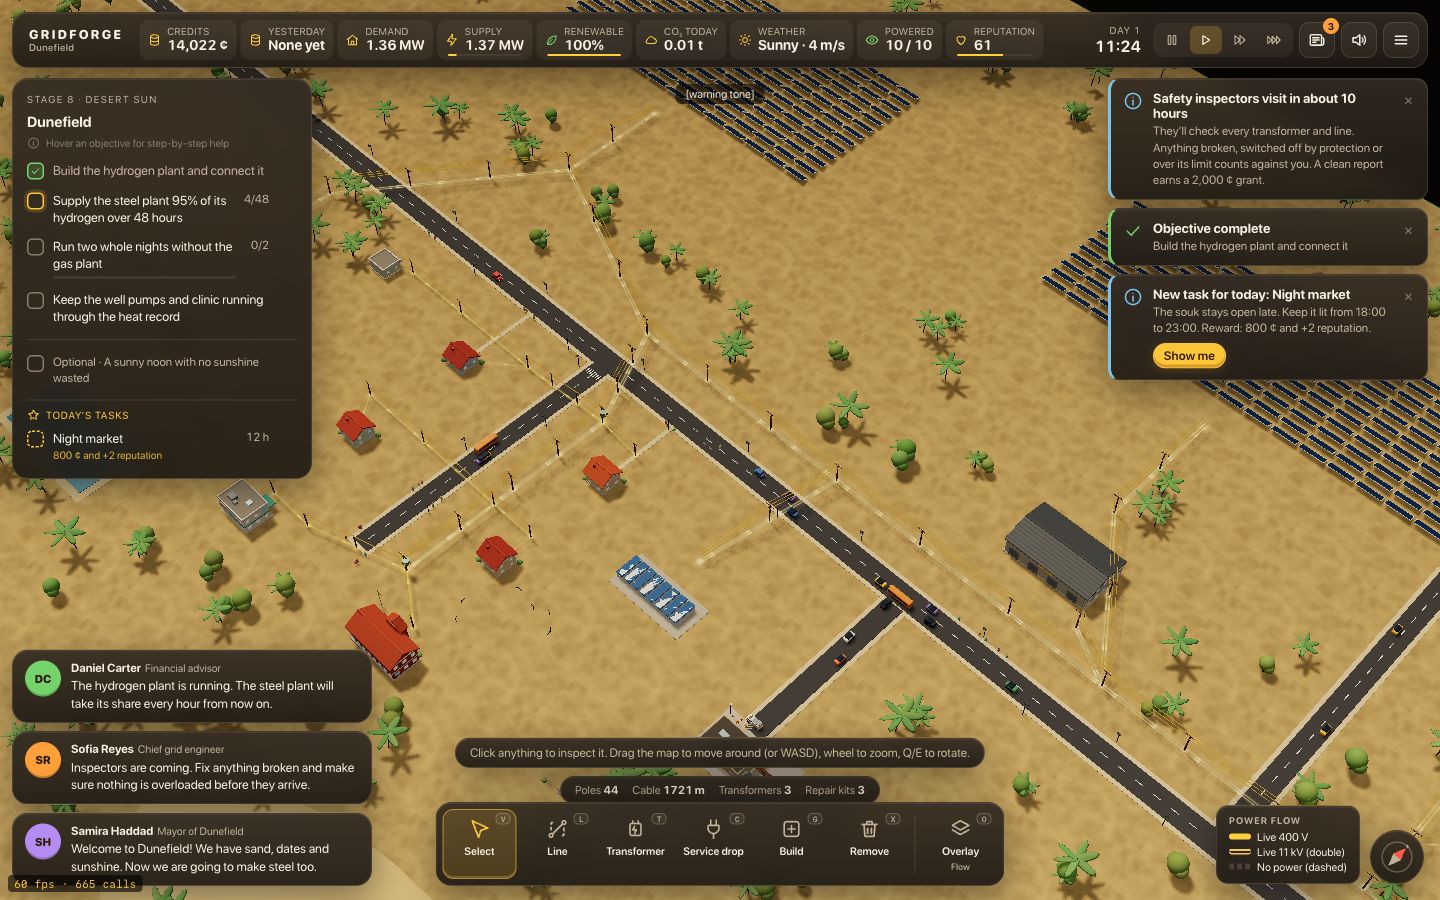 GRIDFORGE
Dunefield
CREDITS
14,022 ¢
YESTERDAY
None yet
DEMAND
1.36 MW
SUPPLY
1.37 MW
RENEWABLE
100%
CO₂ TODAY
0.01 t
WEATHER
Sunny · 4 m/s
POWERED
10 / 10
REPUTATION
61
DAY 1
11:24
3
STAGE 8 · DESERT SUN
Dunefield
Hover an objective for step-by-step help
Build the hydrogen plant and connect it
Supply the steel plant 95% of its 4/48
hydrogen over 48 hours
Run two whole nights without the 0/2
gas plant
Keep the well pumps and clinic running
through the heat record
Optional · A sunny noon with no sunshine
wasted
TODAY'S TASKS
Night market 12 h
800 ¢ and +2 reputation
[warning tone]
Safety inspectors visit in about 10
hours
They'll check every transformer and line.
Anything broken, switched off by protection or
over its limit counts against you. A clean report
earns a 2,000 ¢ grant.
Objective complete
Build the hydrogen plant and connect it
New task for today: Night market
The souk stays open late. Keep it lit from 18:00
to 23:00. Reward: 800 ¢ and +2 reputation.
Show me
DC
Daniel Carter Financial advisor
The hydrogen plant is running. The steel plant will
take its share every hour from now on.
SR
Sofia Reyes Chief grid engineer
Inspectors are coming. Fix anything broken and make
sure nothing is overloaded before they arrive.
SH
Samira Haddad Mayor of Dunefield
Welcome to Dunefield! We have sand, dates and
sunshine. Now we are going to make steel too.
60 fps · 665 calls
Click anything to inspect it. Drag the map to move around (or WASD), wheel to zoom, Q/E to rotate.
Poles 44 Cable 1721 m Transformers 3 Repair kits 3
V
Select
L
Line
T
Transformer
C
Service drop
G
Build
X
Remove
O
Overlay
Flow
POWER FLOW
Live 400 V
Live 11 kV (double)
No power (dashed)